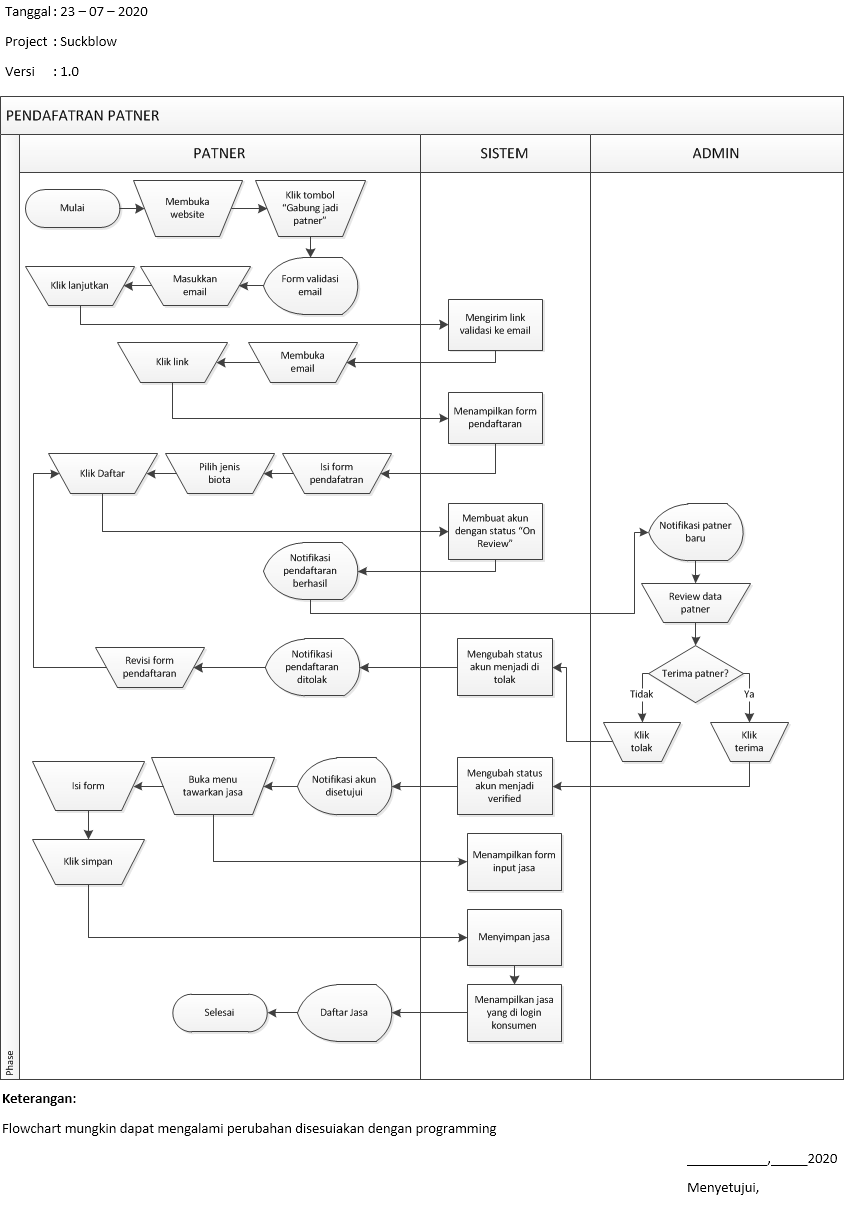 Tanggal : 23 – 07 – 2020
Project : Suckblow
Versi : 1.0
PENDAFATRAN PATNER
PATNER
SISTEM
ADMIN
Mulai
Membuka
website
Klik tombol
“Gabung jadi
patner”
Form validasi
email
Masukkan
email
Klik lanjutkan
Mengirim link
validasi ke email
Membuka
email
Klik link
Menampilkan form
pendaftaran
Isi form
pendafatran
Pilih jenis
biota
Klik Daftar
Membuat akun
dengan status “On
Review”
Notifikasi
pendaftaran
berhasil
Notifikasi patner
baru
Review data
patner
Terima patner?
Tidak
Ya
Klik
tolak
Klik
terima
Mengubah status
akun menjadi di
tolak
Notifikasi
pendaftaran
ditolak
Revisi form
pendaftaran
Mengubah status
akun menjadi
verified
Notifikasi akun
disetujui
Buka menu
tawarkan jasa
Isi form
Klik simpan
Menampilkan form
input jasa
Menyimpan jasa
Menampilkan jasa
yang di login
konsumen
Daftar Jasa
Selesai
Phase
Keterangan:
Flowchart mungkin dapat mengalami perubahan disesuiakan dengan programming
___________,_____2020
Menyetujui,